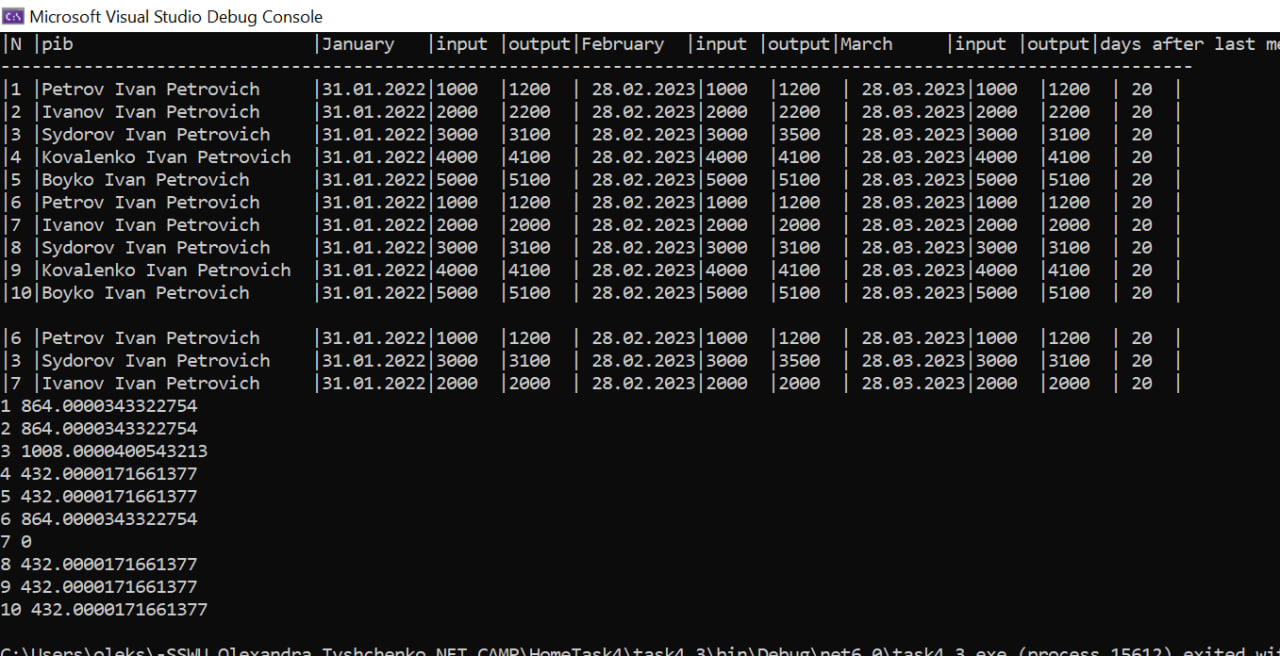 Microsoft Visual Studio Debug Console
|N |pib |January |input |output|February |input |output|March |input |output|days after last me
------------------------------------------------------------------------------------------------------------------
|1 |Petrov Ivan Petrovich |31.01.2022|1000 |1200 | 28.02.2023|1000 |1200 | 28.03.2023|1000 |1200 | 20 |
|2 |Ivanov Ivan Petrovich |31.01.2022|2000 |2200 | 28.02.2023|2000 |2200 | 28.03.2023|2000 |2200 | 20 |
|3 |Sydorov Ivan Petrovich |31.01.2022|3000 |3100 | 28.02.2023|3000 |3500 | 28.03.2023|3000 |3100 | 20 |
|4 |Kovalenko Ivan Petrovich |31.01.2022|4000 |4100 | 28.02.2023|4000 |4100 | 28.03.2023|4000 |4100 | 20 |
|5 |Boyko Ivan Petrovich |31.01.2022|5000 |5100 | 28.02.2023|5000 |5100 | 28.03.2023|5000 |5100 | 20 |
|6 |Petrov Ivan Petrovich |31.01.2022|1000 |1200 | 28.02.2023|1000 |1200 | 28.03.2023|1000 |1200 | 20 |
|7 |Ivanov Ivan Petrovich |31.01.2022|2000 |2000 | 28.02.2023|2000 |2000 | 28.03.2023|2000 |2000 | 20 |
|8 |Sydorov Ivan Petrovich |31.01.2022|3000 |3100 | 28.02.2023|3000 |3100 | 28.03.2023|3000 |3100 | 20 |
|9 |Kovalenko Ivan Petrovich |31.01.2022|4000 |4100 | 28.02.2023|4000 |4100 | 28.03.2023|4000 |4100 | 20 |
|10|Boyko Ivan Petrovich |31.01.2022|5000 |5100 | 28.02.2023|5000 |5100 | 28.03.2023|5000 |5100 | 20 |
|6 |Petrov Ivan Petrovich |31.01.2022|1000 |1200 | 28.02.2023|1000 |1200 | 28.03.2023|1000 |1200 | 20 |
|3 |Sydorov Ivan Petrovich |31.01.2022|3000 |3100 | 28.02.2023|3000 |3500 | 28.03.2023|3000 |3100 | 20 |
|7 |Ivanov Ivan Petrovich |31.01.2022|2000 |2000 | 28.02.2023|2000 |2000 | 28.03.2023|2000 |2000 | 20 |
1 864.0000343322754
2 864.0000343322754
3 1008.0000400543213
4 432.0000171661377
5 432.0000171661377
6 864.0000343322754
7 0
8 432.0000171661377
9 432.0000171661377
10 432.0000171661377
C:\Users\oleks\-SSWU Olexandra Tyshchenko NET CAMP\HomeTask4\task4 3\bin\Debug\net6.0\task4 3.exe (process 15612) exited wi